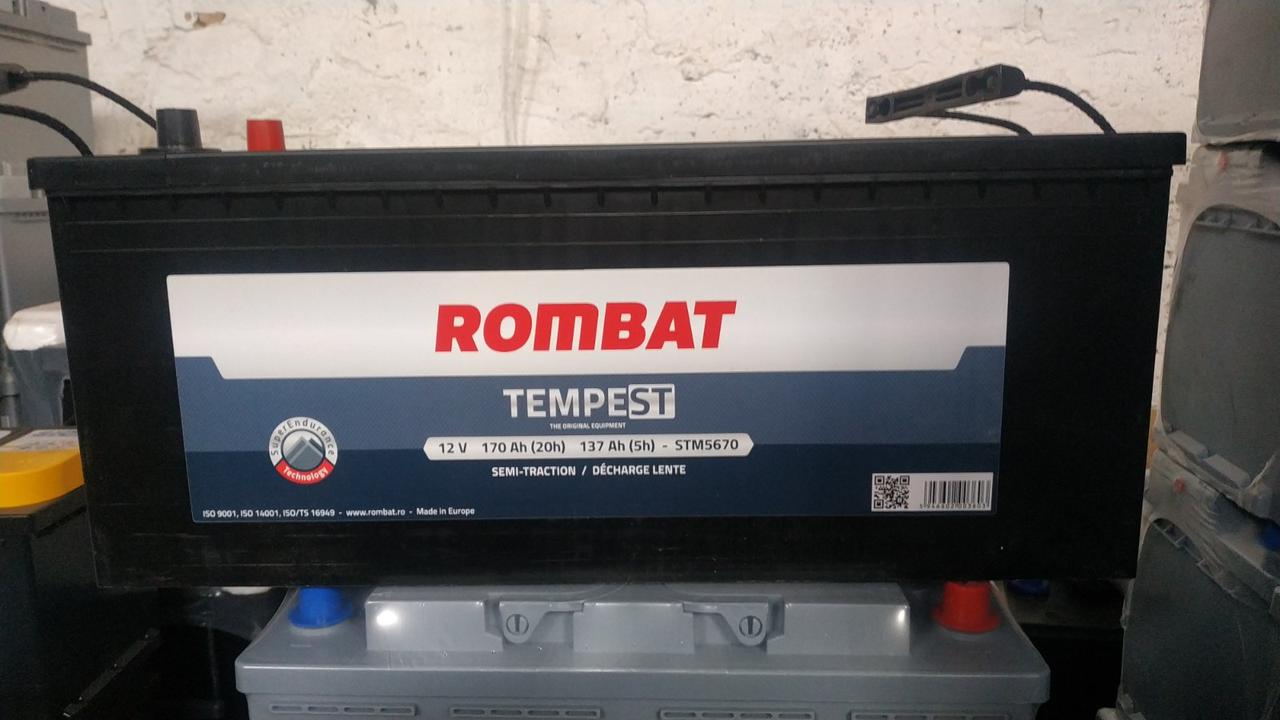 ROMBAT
TEMPEST
THE ORIGINAL EQUIPMENT
12 V 170 Ah (20h) 137 Ah (5h) - STM5670
SEMI-TRACTION / DÉCHARGE LENTE
SuperEndurance
Technology
ISO 9001, ISO 14001, ISO/TS 16949 - www.rombat.ro - Made in Europe